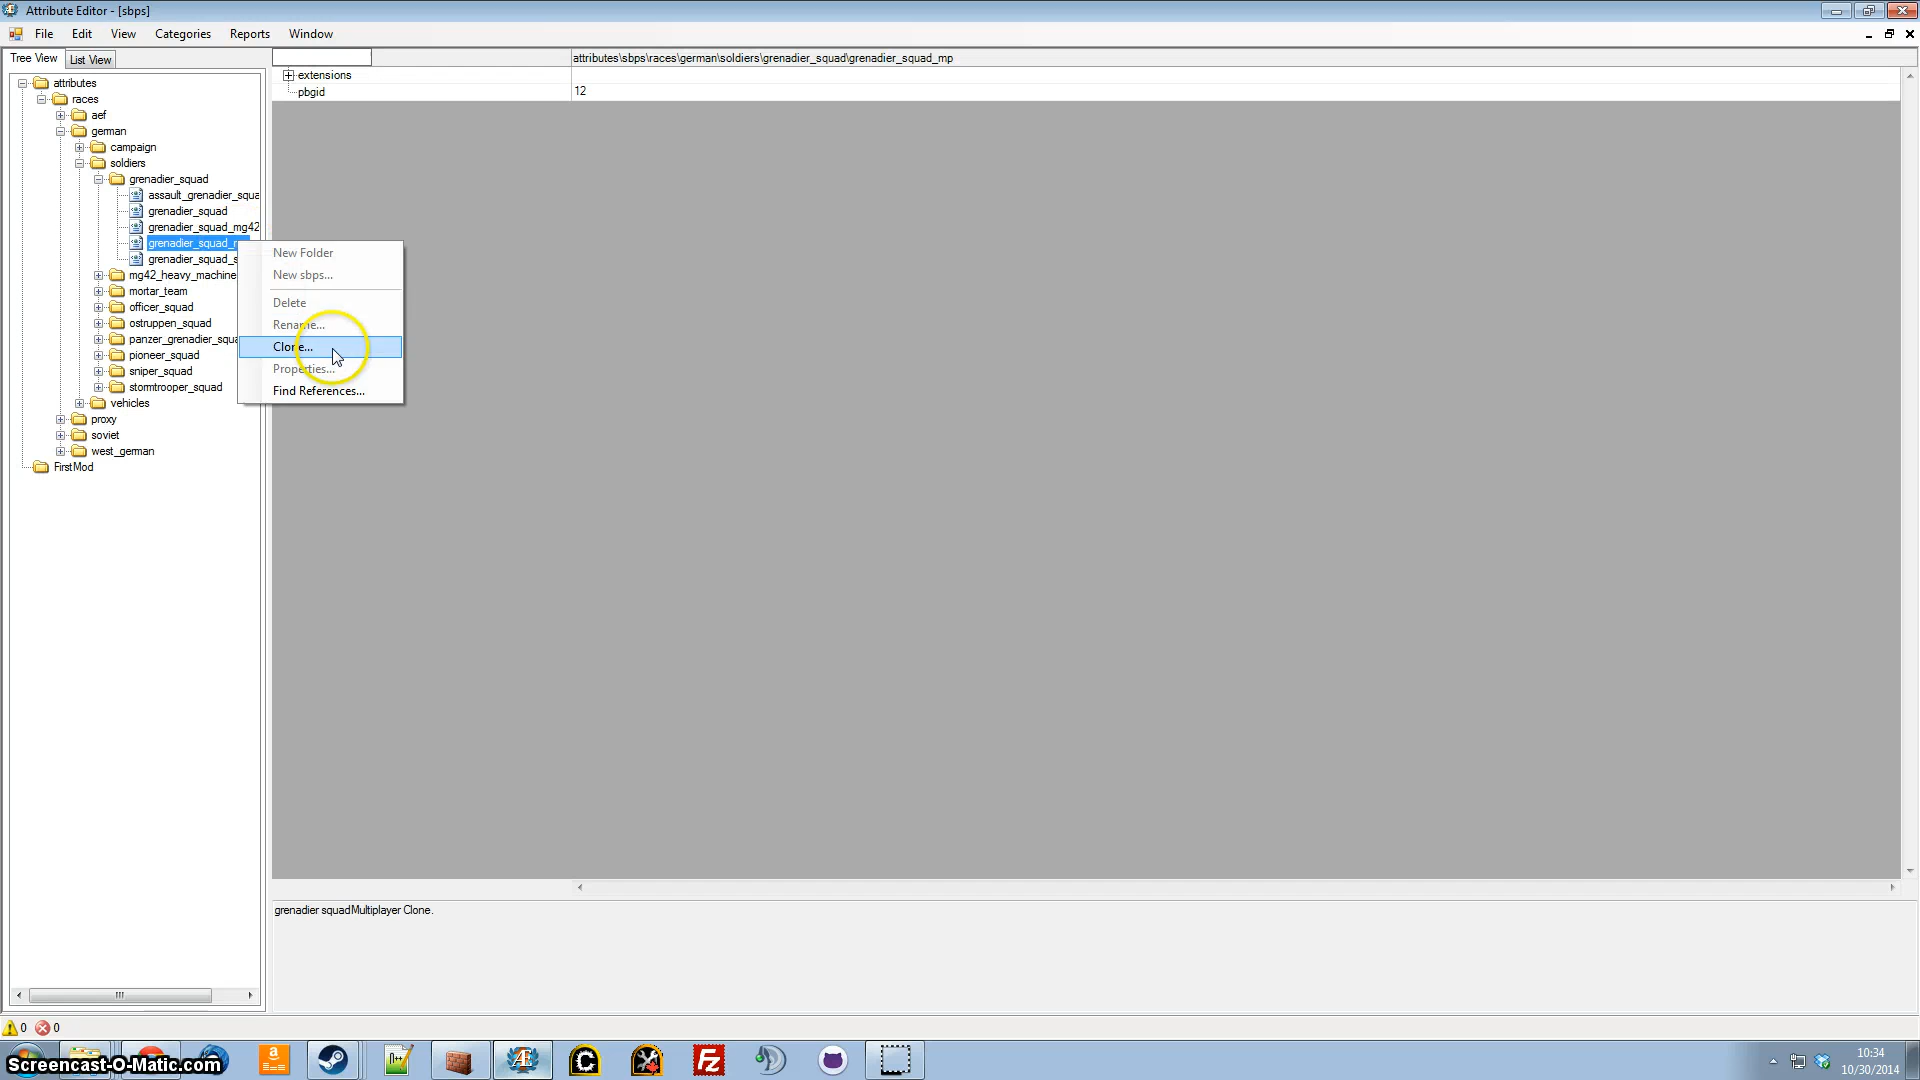 Attribute Editor - [sbps]
File Edit View Categories Reports Window
Tree View List View
attributes\sbps\races\german\soldiers\grenadier_squad\grenadier_squad_mp
extensions
pbgid 12
attributes
races
aef
german
campaign
soldiers
grenadier_squad
assault_grenadier_squa
grenadier_squad
grenadier_squad_mg42
grenadier_squad_
grenadier_squad_s
mg42_heavy_machine
mortar_team
officer_squad
ostruppen_squad
panzer_grenadier_squa
pioneer_squad
sniper_squad
stormtrooper_squad
vehicles
proxy
soviet
west_german
FirstMod
New Folder
New sbps...
Delete
Rename...
Clone...
Properties...
Find References...
grenadier squadMultiplayer Clone.
0 0
Screencast-O-Matic.com
10:34
10/30/2014